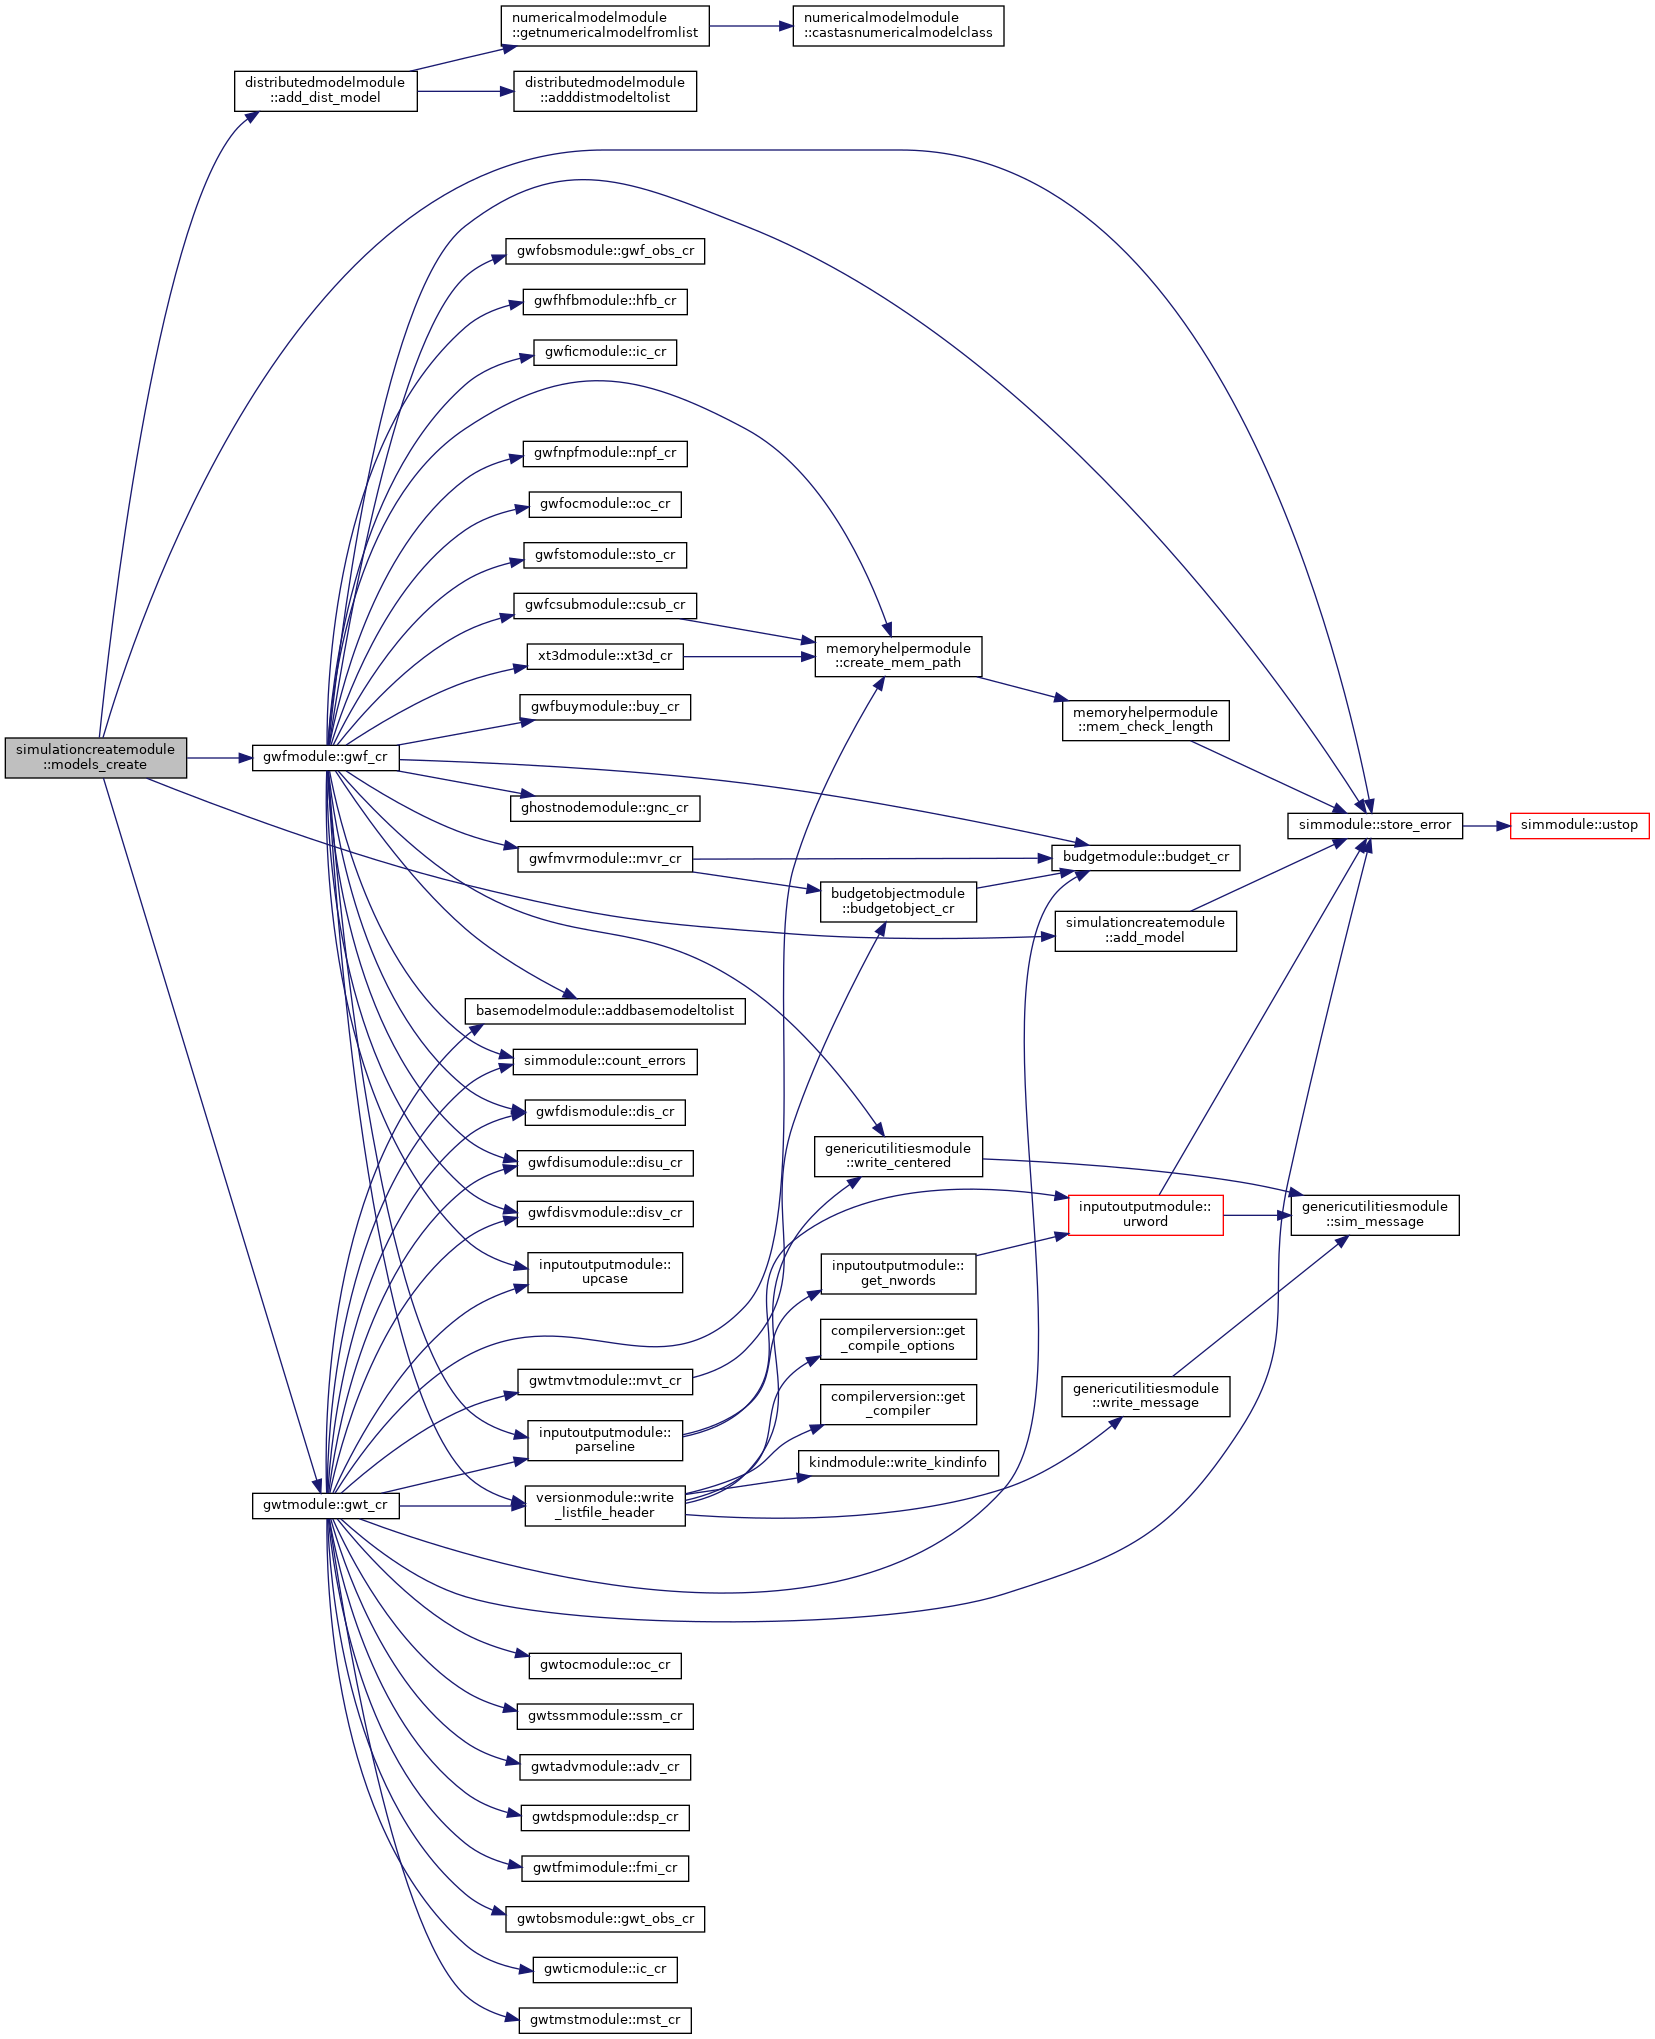 numericalmodelmodule
::getnumericalmodelfromlist
numericalmodelmodule
::castasnumericalmodelclass
distributedmodelmodule
::add_dist_model
distributedmodelmodule
::adddistmodeltolist
gwfobsmodule::gwf_obs_cr
gwfhfbmodule::hfb_cr
gwficmodule::ic_cr
gwfnpfmodule::npf_cr
gwfocmodule::oc_cr
gwfstomodule::sto_cr
gwfcsubmodule::csub_cr
xt3dmodule::xt3d_cr
memoryhelpermodule
::create_mem_path
gwfbuymodule::buy_cr
memoryhelpermodule
::mem_check_length
simulationcreatemodule
::models_create
gwfmodule::gwf_cr
ghostnodemodule::gnc_cr
simmodule::store_error
simmodule::ustop
gwfmvrmodule::mvr_cr
budgetmodule::budget_cr
budgetobjectmodule
::budgetobject_cr
simulationcreatemodule
::add_model
basemodelmodule::addbasemodeltolist
simmodule::count_errors
gwfdismodule::dis_cr
gwfdisumodule::disu_cr
genericutilitiesmodule
::write_centered
gwfdisvmodule::disv_cr
inputoutputmodule::
urword
genericutilitiesmodule
::sim_message
inputoutputmodule::
upcase
inputoutputmodule::
get_nwords
compilerversion::get
_compile_options
gwtmvtmodule::mvt_cr
compilerversion::get
_compiler
genericutilitiesmodule
::write_message
inputoutputmodule::
parseline
kindmodule::write_kindinfo
gwtmodule::gwt_cr
versionmodule::write
_listfile_header
gwtocmodule::oc_cr
gwtssmmodule::ssm_cr
gwtadvmodule::adv_cr
gwtdspmodule::dsp_cr
gwtfmimodule::fmi_cr
gwtobsmodule::gwt_obs_cr
gwticmodule::ic_cr
gwtmstmodule::mst_cr